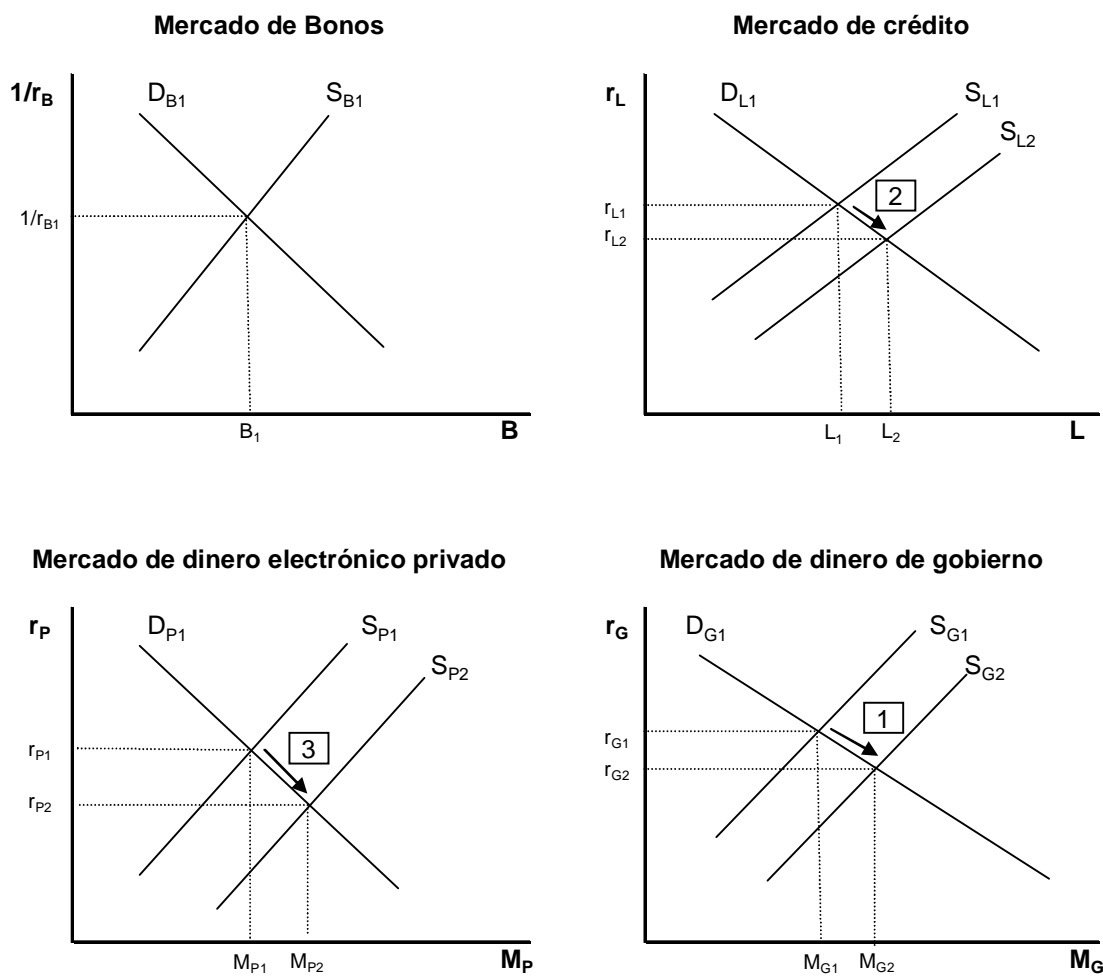 Mercado de Bonos
1/r_B
D_B1
S_B1
1/r_B1
B_1
B
Mercado de crédito
r_L
D_L1
S_L1
S_L2
2
r_L1
r_L2
L_1
L_2
L
Mercado de dinero electrónico privado
r_P
D_P1
S_P1
S_P2
3
r_P1
r_P2
M_P1
M_P2
M_P
Mercado de dinero de gobierno
r_G
D_G1
S_G1
S_G2
1
r_G1
r_G2
M_G1
M_G2
M_G